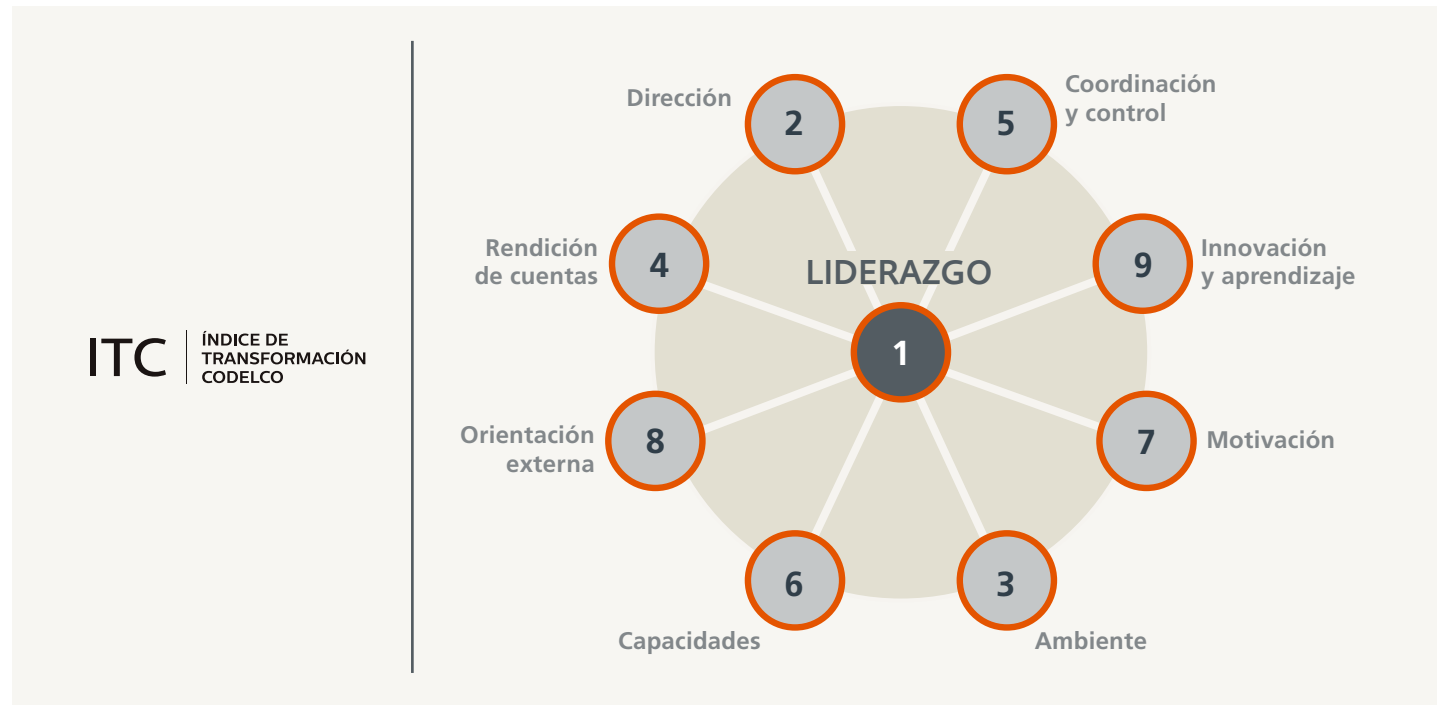 ITC
ÍNDICE DE
TRANSFORMACIÓN
CODELCO
Dirección
2
5
Coordinación
y control
Rendición
de cuentas
4
LIDERAZGO
9
Innovación
y aprendizaje
1
Orientación
externa
8
7
Motivación
6
3
Capacidades
Ambiente